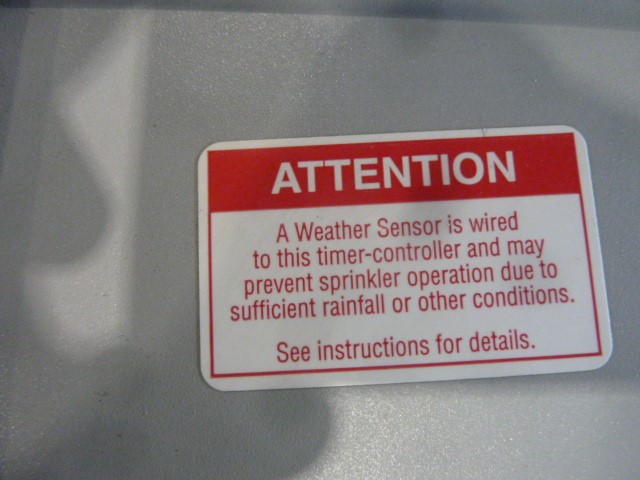 ATTENTION
A Weather Sensor is wired
to this timer-controller and may
prevent sprinkler operation due to
sufficient rainfall or other conditions.
See instructions for details.